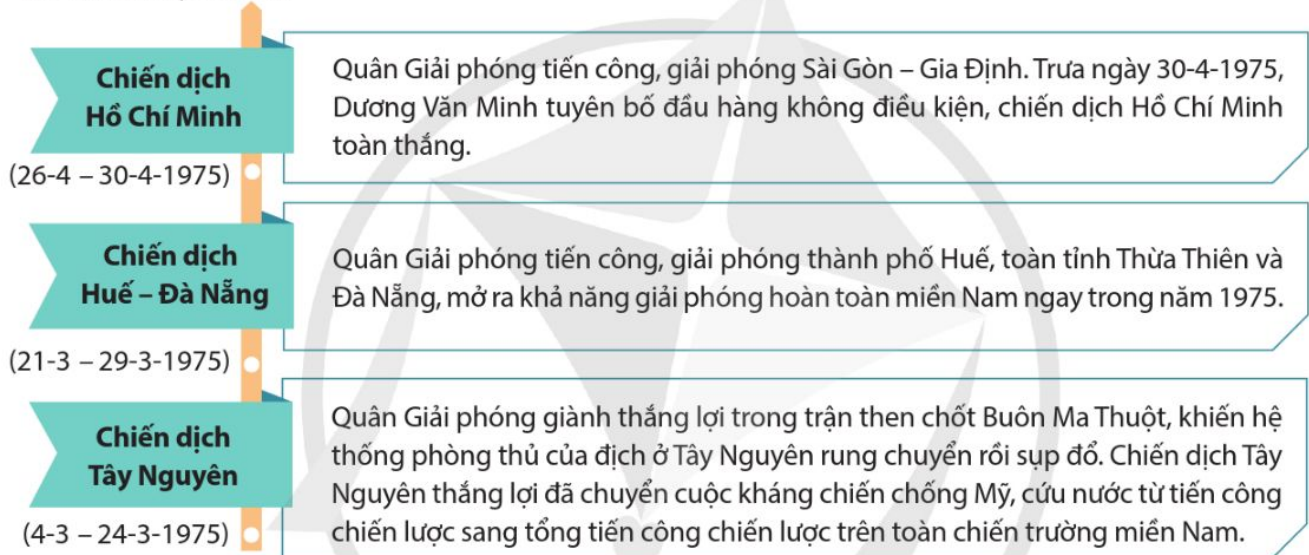 Chiến dịch
Hồ Chí Minh
(26-4 – 30-4-1975)
Quân Giải phóng tiến công, giải phóng Sài Gòn – Gia Định. Trưa ngày 30-4-1975,
Dương Văn Minh tuyên bố đầu hàng không điều kiện, chiến dịch Hồ Chí Minh
toàn thắng.
Chiến dịch
Huế – Đà Nẵng
(21-3 – 29-3-1975)
Quân Giải phóng tiến công, giải phóng thành phố Huế, toàn tỉnh Thừa Thiên và
Đà Nẵng, mở ra khả năng giải phóng hoàn toàn miền Nam ngay trong năm 1975.
Chiến dịch
Tây Nguyên
(4-3 – 24-3-1975)
Quân Giải phóng giành thắng lợi trong trận then chốt Buôn Ma Thuột, khiến hệ
thống phòng thủ của địch ở Tây Nguyên rung chuyển rồi sụp đổ. Chiến dịch Tây
Nguyên thắng lợi đã chuyển cuộc kháng chiến chống Mỹ, cứu nước từ tiến công
chiến lược sang tổng tiến công chiến lược trên toàn chiến trường miền Nam.